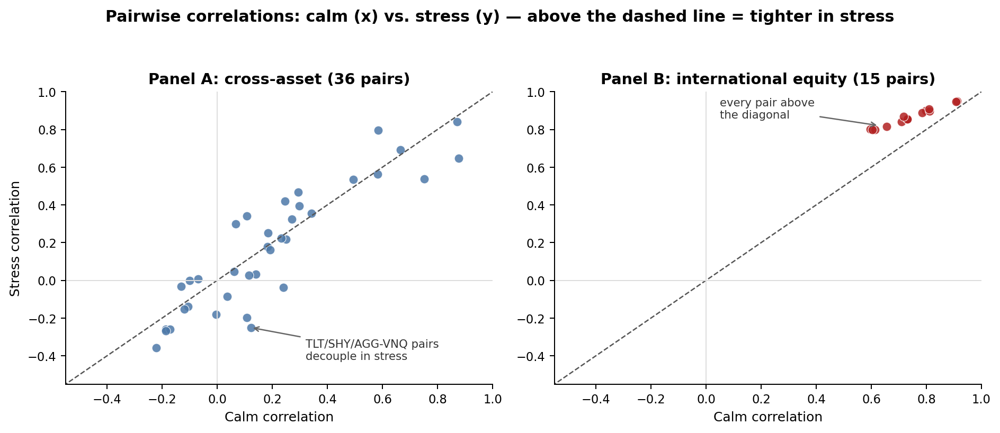 Pairwise correlations: calm (x) vs. stress (y) — above the dashed line = tighter in stress
Panel A: cross-asset (36 pairs)
1.0
0.8
0.6
0.4
0.2
0.0
−0.2
−0.4
Stress correlation
TLT/SHY/AGG-VNQ pairs
decouple in stress
−0.4 −0.2 0.0 0.2 0.4 0.6 0.8 1.0
Calm correlation
Panel B: international equity (15 pairs)
1.0
0.8
0.6
0.4
0.2
0.0
−0.2
−0.4
every pair above
the diagonal
−0.4 −0.2 0.0 0.2 0.4 0.6 0.8 1.0
Calm correlation